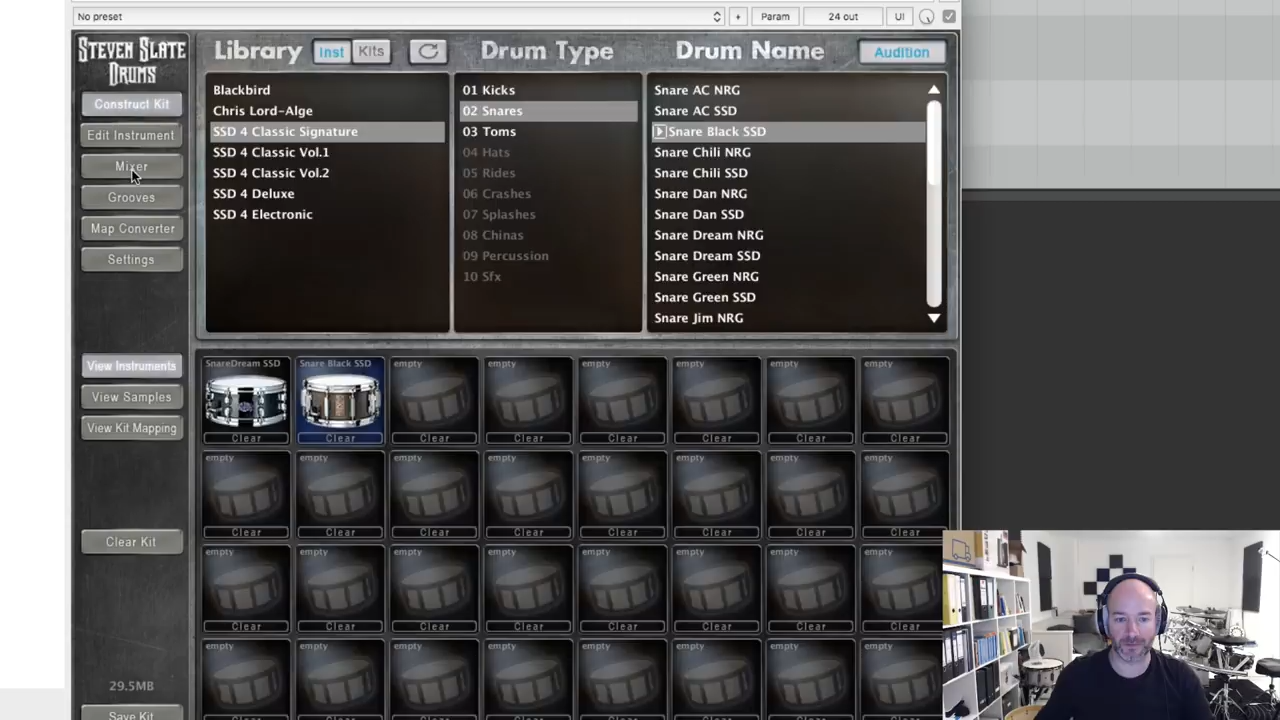 No preset
+
Param
24 out
UI
STEVEN SLATE
DRUMS
Library
Inst
Kits
Drum Type
Drum Name
Audition
Construct Kit
Edit Instrument
Mixer
Grooves
Map Converter
Settings
Blackbird
Chris Lord-Alge
SSD 4 Classic Signature
SSD 4 Classic Vol.1
SSD 4 Classic Vol.2
SSD 4 Deluxe
SSD 4 Electronic
01 Kicks
02 Snares
03 Toms
04 Hats
05 Rides
06 Crashes
07 Splashes
08 Chinas
09 Percussion
10 Sfx
Snare AC NRG
Snare AC SSD
Snare Black SSD
Snare Chili NRG
Snare Chili SSD
Snare Dan NRG
Snare Dan SSD
Snare Dream NRG
Snare Dream SSD
Snare Green NRG
Snare Green SSD
Snare Jim NRG
View Instruments
View Samples
View Kit Mapping
Clear Kit
29.5MB
Save Kit
SnareDream SSD
Snare Black SSD
empty
empty
empty
empty
empty
empty
Clear
Clear
Clear
Clear
Clear
Clear
Clear
Clear
empty
empty
empty
empty
empty
empty
empty
empty
Clear
Clear
Clear
Clear
Clear
Clear
Clear
Clear
empty
empty
empty
empty
empty
empty
empty
empty
Clear
Clear
Clear
Clear
Clear
Clear
Clear
Clear
empty
empty
empty
empty
empty
empty
empty
empty